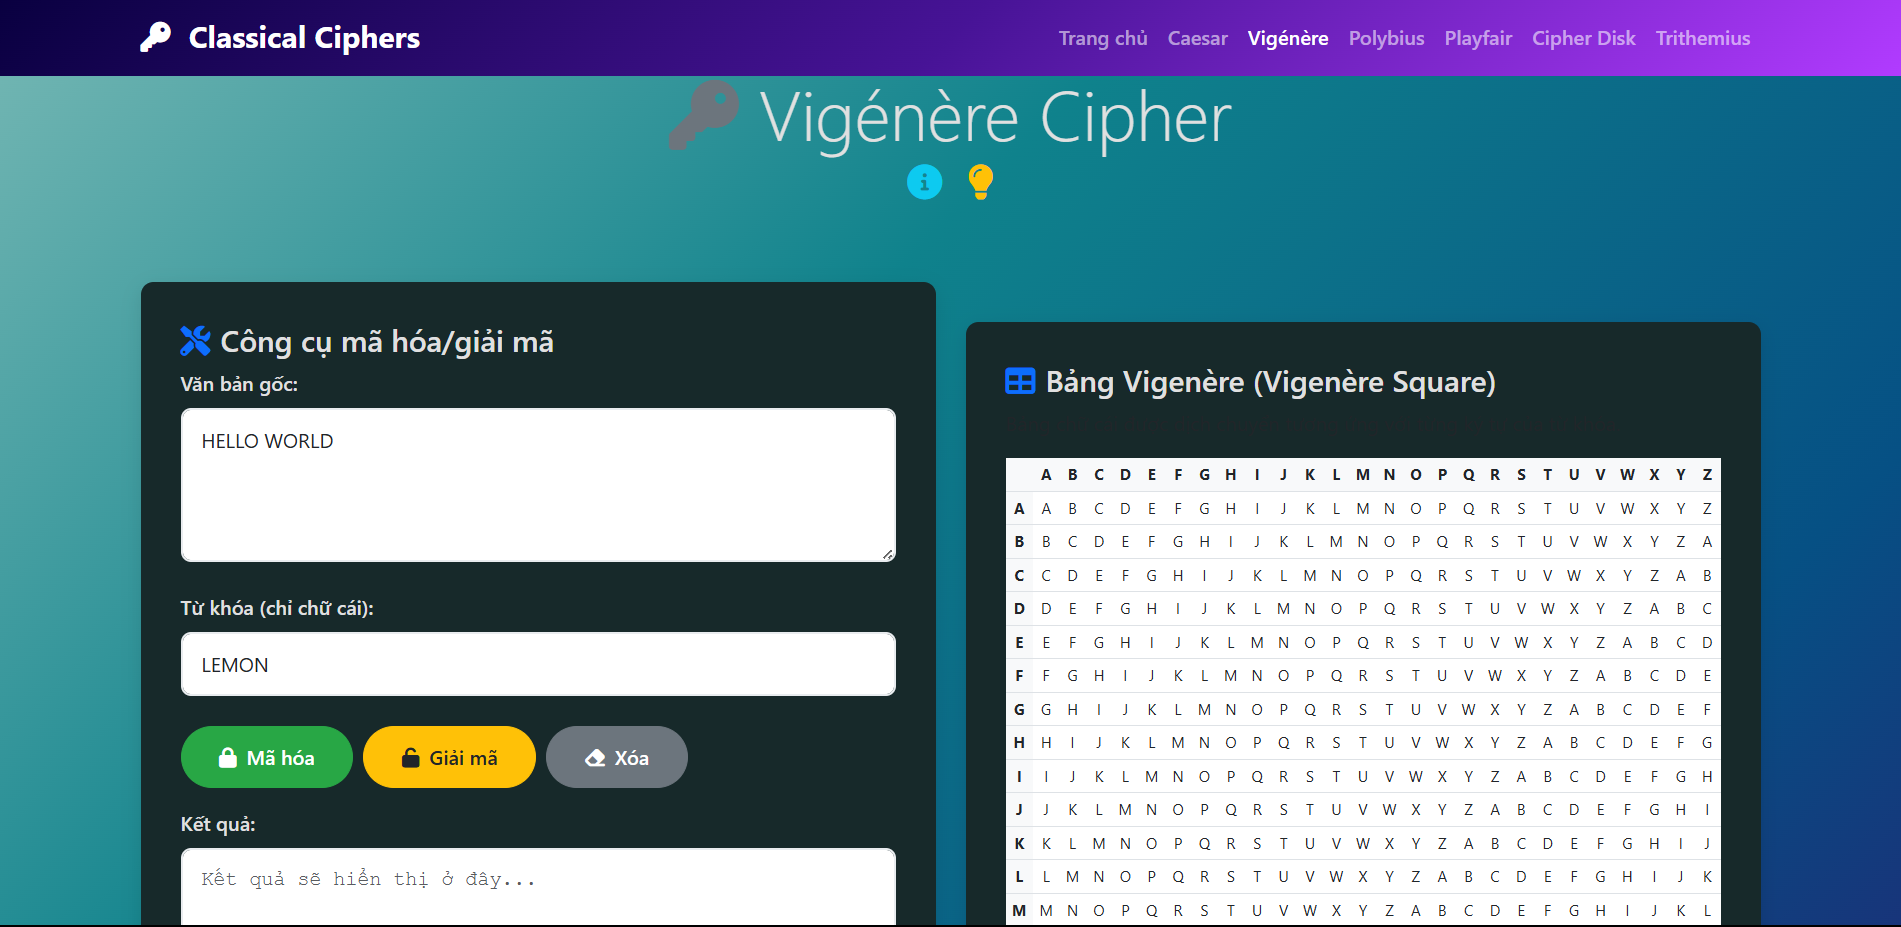 Classical Ciphers
Trang chủ Caesar Vigénère Polybius Playfair Cipher Disk Trithemius
Vigénère Cipher
Công cụ mã hóa/giải mã
Văn bản gốc:
HELLO WORLD
Từ khóa (chỉ chữ cái):
LEMON
Mã hóa Giải mã Xóa
Kết quả:
Kết quả sẽ hiển thị ở đây...
Bảng Vigenère (Vigenère Square)
A B C D E F G H I J K L M N O P Q R S T U V W X Y Z
A A B C D E F G H I J K L M N O P Q R S T U V W X Y Z
B B C D E F G H I J K L M N O P Q R S T U V W X Y Z A
C C D E F G H I J K L M N O P Q R S T U V W X Y Z A B
D D E F G H I J K L M N O P Q R S T U V W X Y Z A B C
E E F G H I J K L M N O P Q R S T U V W X Y Z A B C D
F F G H I J K L M N O P Q R S T U V W X Y Z A B C D E
G G H I J K L M N O P Q R S T U V W X Y Z A B C D E F
H H I J K L M N O P Q R S T U V W X Y Z A B C D E F G
I I J K L M N O P Q R S T U V W X Y Z A B C D E F G H
J J K L M N O P Q R S T U V W X Y Z A B C D E F G H I
K K L M N O P Q R S T U V W X Y Z A B C D E F G H I J
L L M N O P Q R S T U V W X Y Z A B C D E F G H I J K
M M N O P Q R S T U V W X Y Z A B C D E F G H I J K L